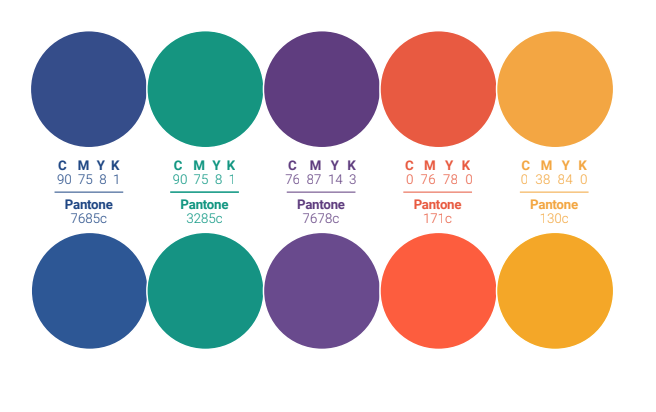 C M Y K
90 75 8 1
Pantone
7685c
C M Y K
90 75 8 1
Pantone
3285c
C M Y K
76 87 14 3
Pantone
7678c
C M Y K
0 76 78 0
Pantone
171c
C M Y K
0 38 84 0
Pantone
130c